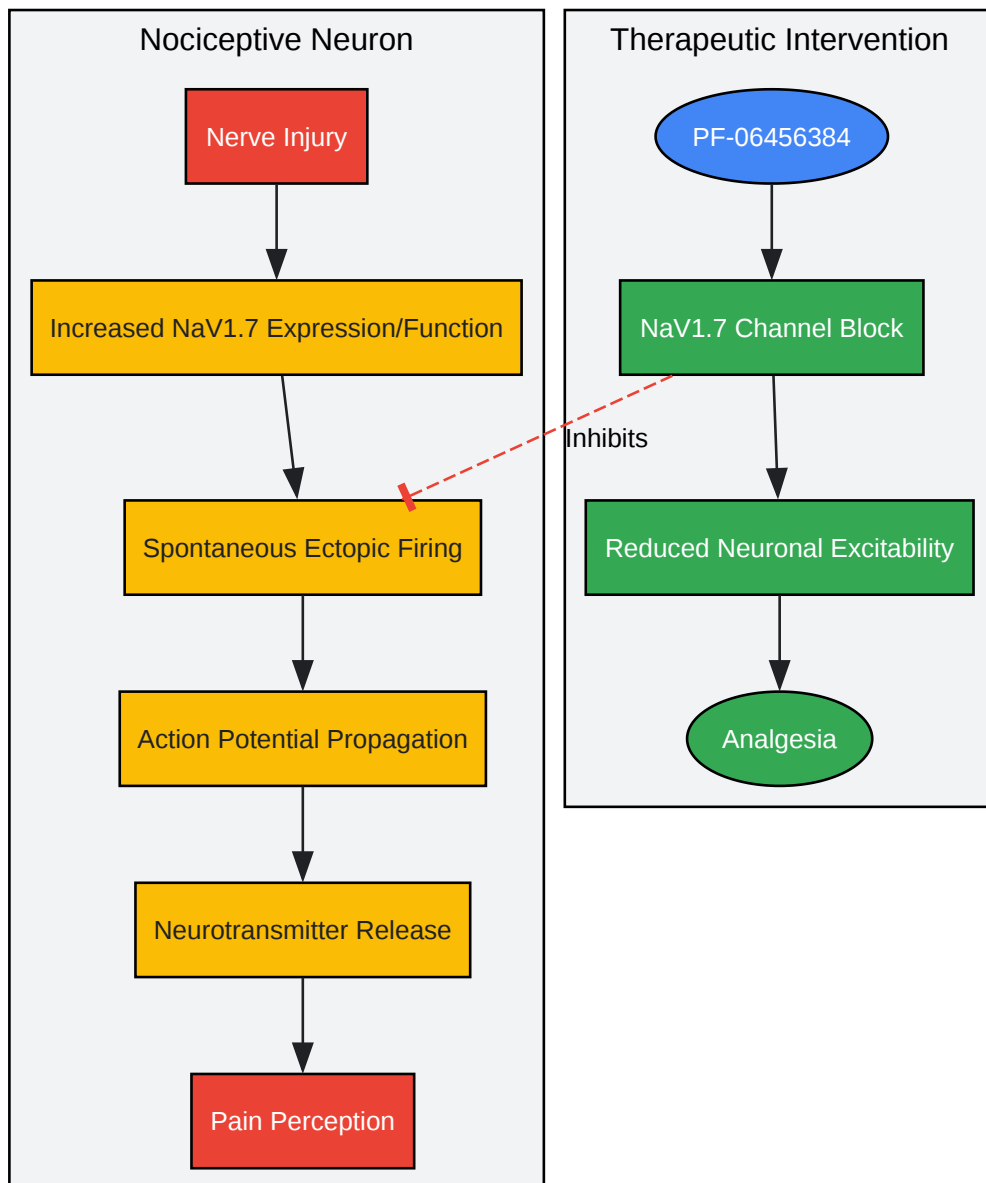 Nociceptive Neuron
Nerve Injury
Increased NaV1.7 Expression/Function
Spontaneous Ectopic Firing
Action Potential Propagation
Neurotransmitter Release
Pain Perception
Therapeutic Intervention
PF-06456384
NaV1.7 Channel Block
Inhibits
Reduced Neuronal Excitability
Analgesia